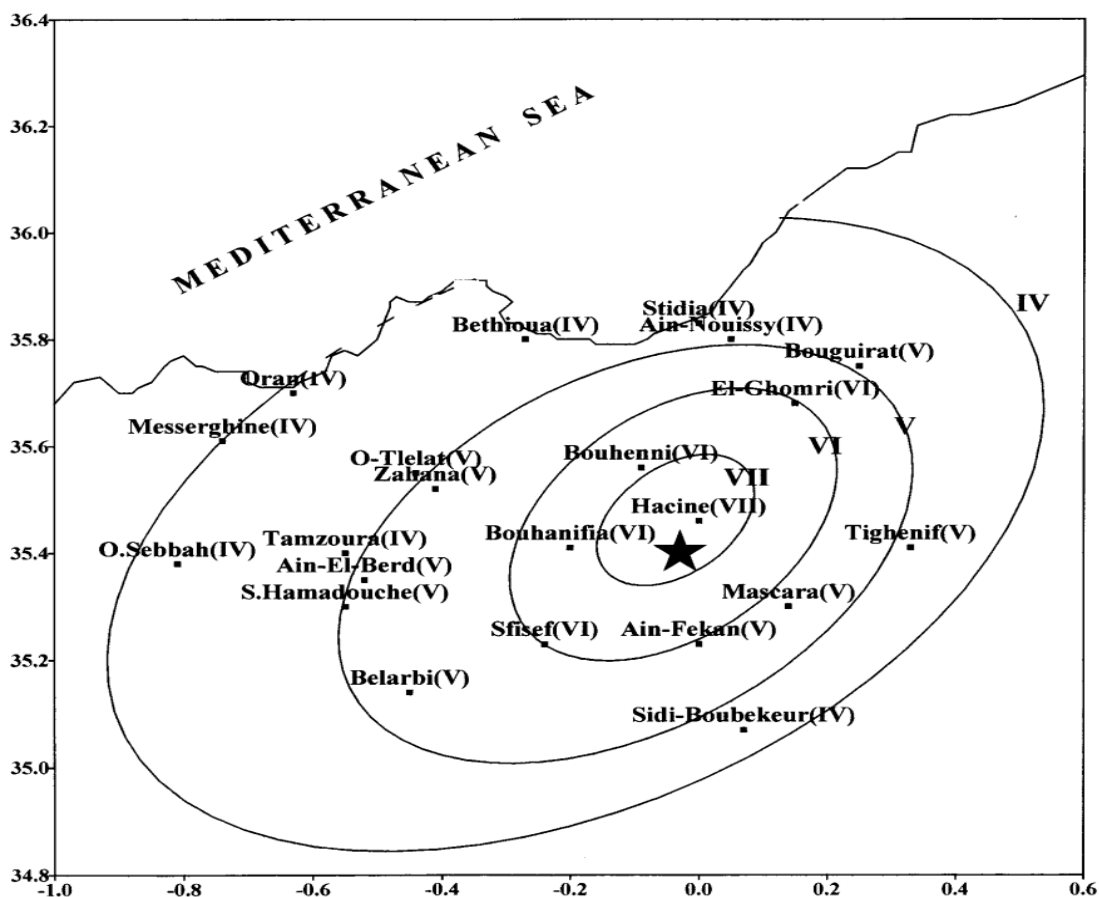 36.4
36.2
MEDITERRANEAN SEA
36.0
IV
Stidia(IV)
Bethioua(IV)
Ain-Nouissy(IV)
35.8
Bouguirat(V)
Oran(IV)
El-Ghomri(VI)
Messerghine(IV)
V
35.6
VI
O-Tlelat(V)
Bouhenni(VI)
Zahana(V)
VII
Hacine(VII)
Tamzoura(IV)
Bouhanifia(VI)
Tighenif(V)
O.Sebbah(IV)
35.4
Ain-El-Berd(V)
S.Hamadouche(V)
Mascara(V)
Sfisef(VI)
Ain-Fekan(V)
35.2
Belarbi(V)
Sidi-Boubekeur(IV)
35.0
34.8
-1.0 -0.8 -0.6 -0.4 -0.2 0.0 0.2 0.4 0.6